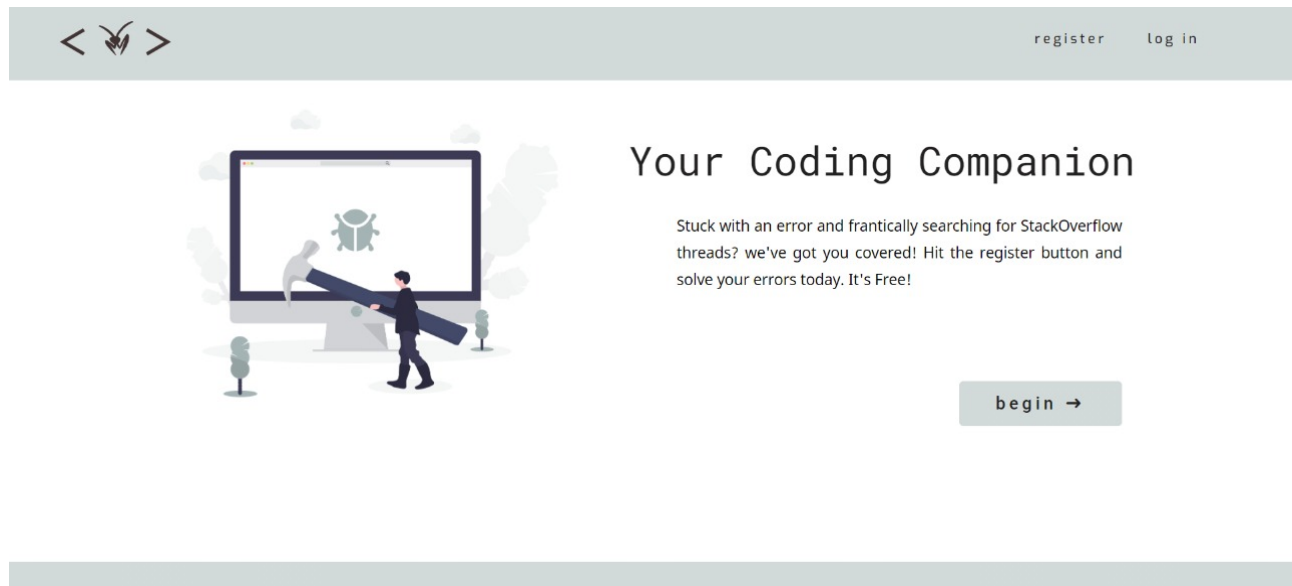 register log in
Your Coding Companion
Stuck with an error and frantically searching for StackOverflow
threads? we've got you covered! Hit the register button and
solve your errors today. It's Free!
begin →